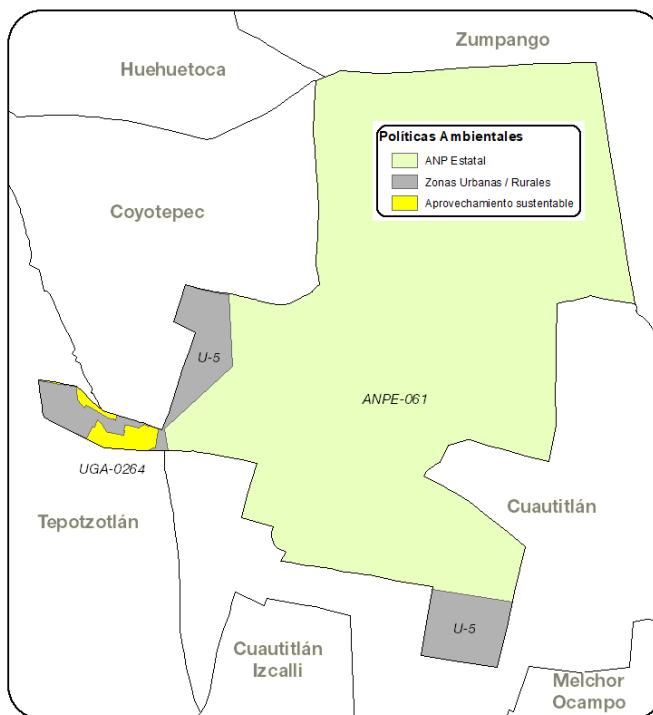 Zumpango
Huehuetoca
Políticas Ambientales
ANP Estatal
Zonas Urbanas / Rurales
Aprovechamiento sustentable
Coyotepec
U-5
ANPE-061
UGA-0264
Cuautitlán
Tepotzotlán
U-5
Cuautitlán
Izcalli
Melchor
Ocampo